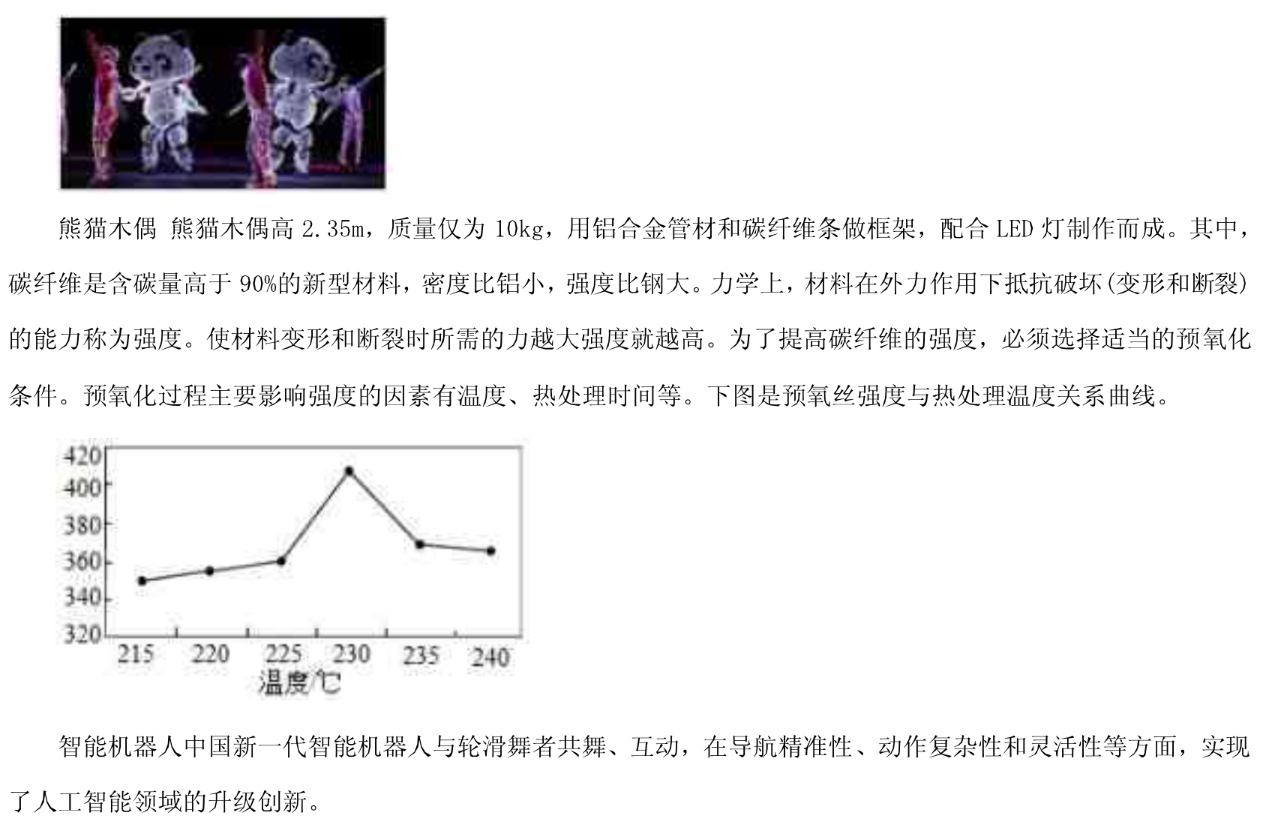 熊猫木偶 熊猫木偶高 2.35m，质量仅为 10kg，用铝合金管材和碳纤维条做框架，配合 LED 灯制作而成。其中，
碳纤维是含碳量高于 90%的新型材料，密度比铝小，强度比钢大。力学上，材料在外力作用下抵抗破坏(变形和断裂)
的能力称为强度。使材料变形和断裂时所需的力越大强度就越高。为了提高碳纤维的强度，必须选择适当的预氧化
条件。预氧化过程主要影响强度的因素有温度、热处理时间等。下图是预氧丝强度与热处理温度关系曲线。
420
400
380
360
340
320
215 220 225 230 235 240
温度/℃
智能机器人中国新一代智能机器人与轮滑舞者共舞、互动，在导航精准性、动作复杂性和灵活性等方面，实现
了人工智能领域的升级创新。